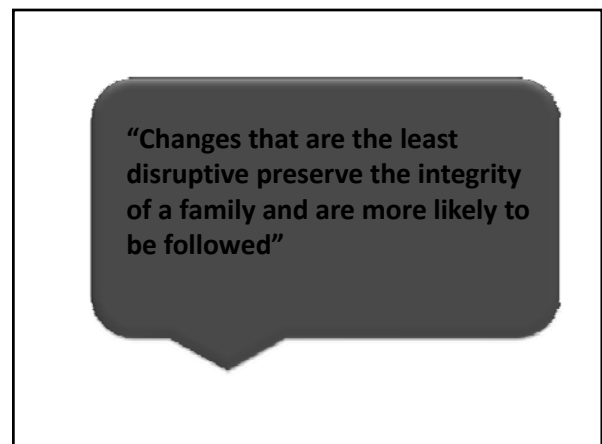 “Changes that are the least
disruptive preserve the integrity
of a family and are more likely to
be followed”